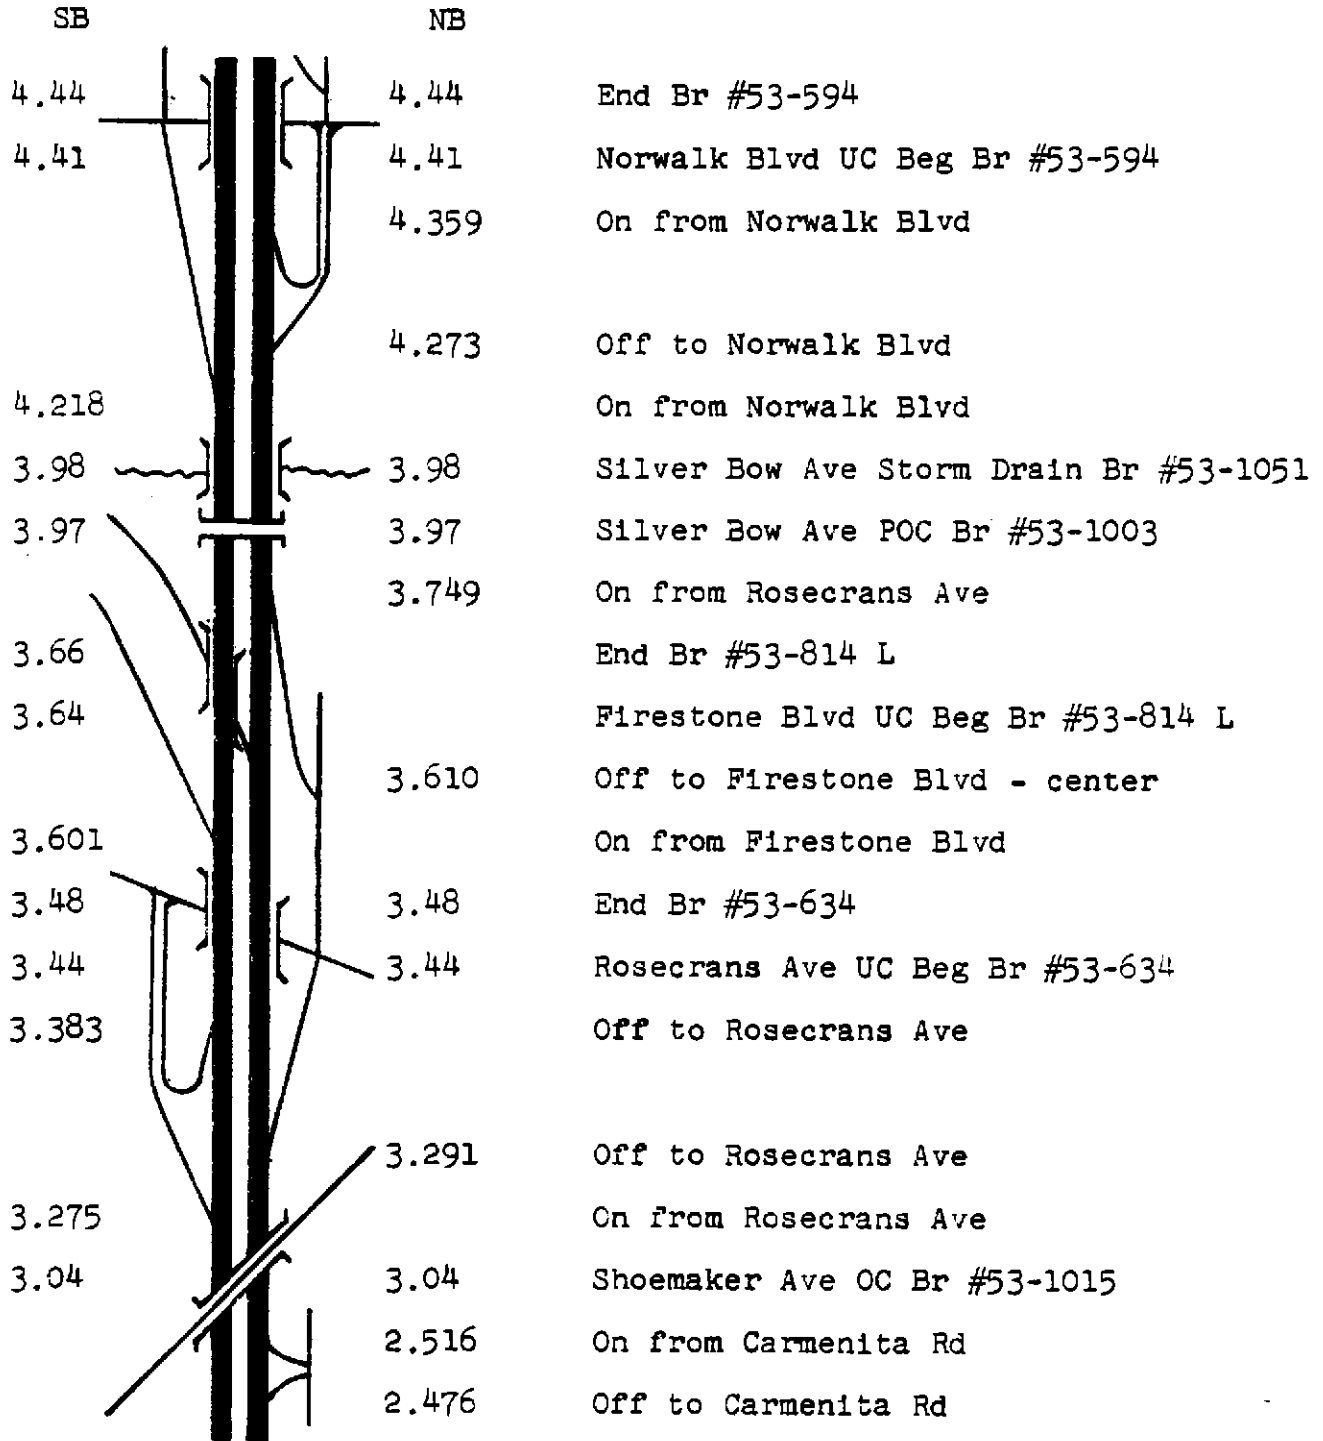 SB NB
4.44 4.44 End Br #53-594
4.41 4.41 Norwalk Blvd UC Beg Br #53-594
4.359 On from Norwalk Blvd
4.273 Off to Norwalk Blvd
4.218 On from Norwalk Blvd
3.98 3.98 Silver Bow Ave Storm Drain Br #53-1051
3.97 3.97 Silver Bow Ave POC Br #53-1003
3.749 On from Rosecrans Ave
3.66 End Br #53-814 L
3.64 Firestone Blvd UC Beg Br #53-814 L
3.610 Off to Firestone Blvd - center
3.601 On from Firestone Blvd
3.48 3.48 End Br #53-634
3.44 3.44 Rosecrans Ave UC Beg Br #53-634
3.383 Off to Rosecrans Ave
3.291 Off to Rosecrans Ave
3.275 On from Rosecrans Ave
3.04 3.04 Shoemaker Ave OC Br #53-1015
2.516 On from Carmenita Rd
2.476 Off to Carmenita Rd